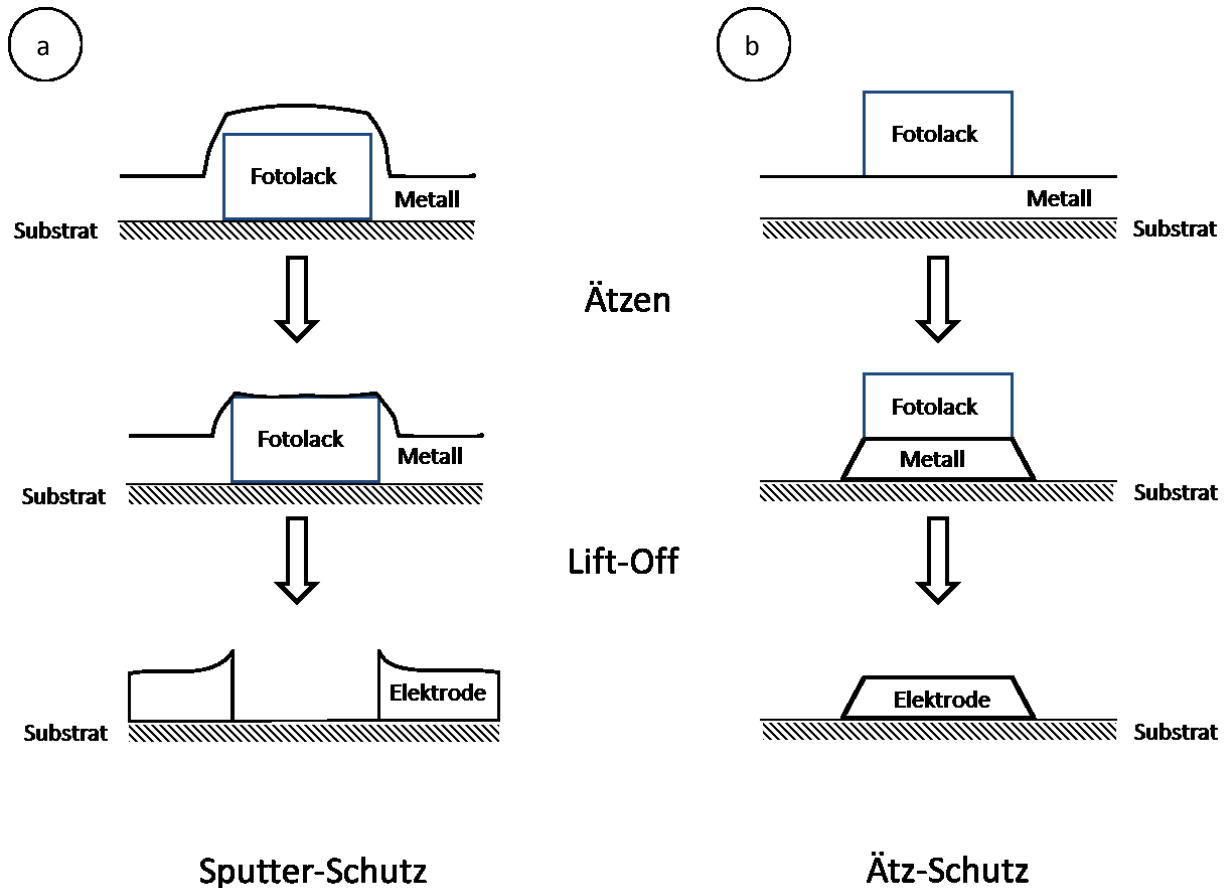 a
b
Fotolack
Metall
Substrat
Fotolack
Metall
Substrat
Ätzen
Fotolack
Metall
Substrat
Fotolack
Metall
Substrat
Lift-Off
Elektrode
Substrat
Elektrode
Substrat
Sputter-Schutz
Ätz-Schutz